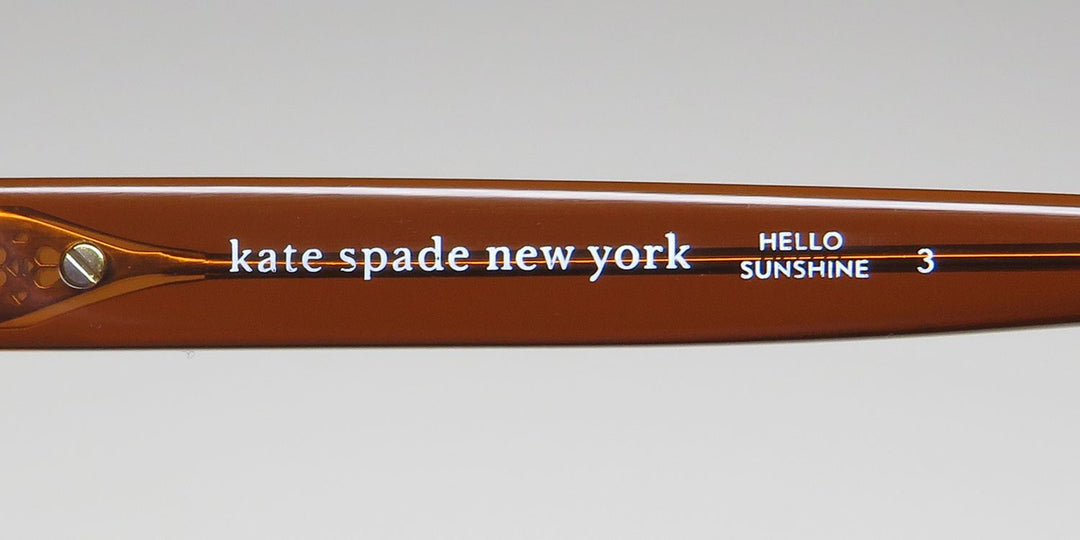 kate spade new york
HELLO
SUNSHINE
3